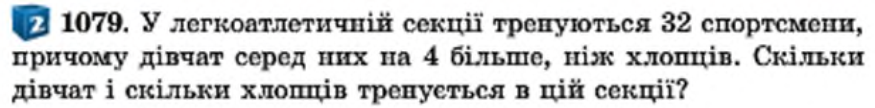 2 1079. У легкоатлетичній секції тренуються 32 спортсмени,
причому дівчат серед них на 4 більше, ніж хлопців. Скільки
дівчат і скільки хлопців тренується в цій секції?